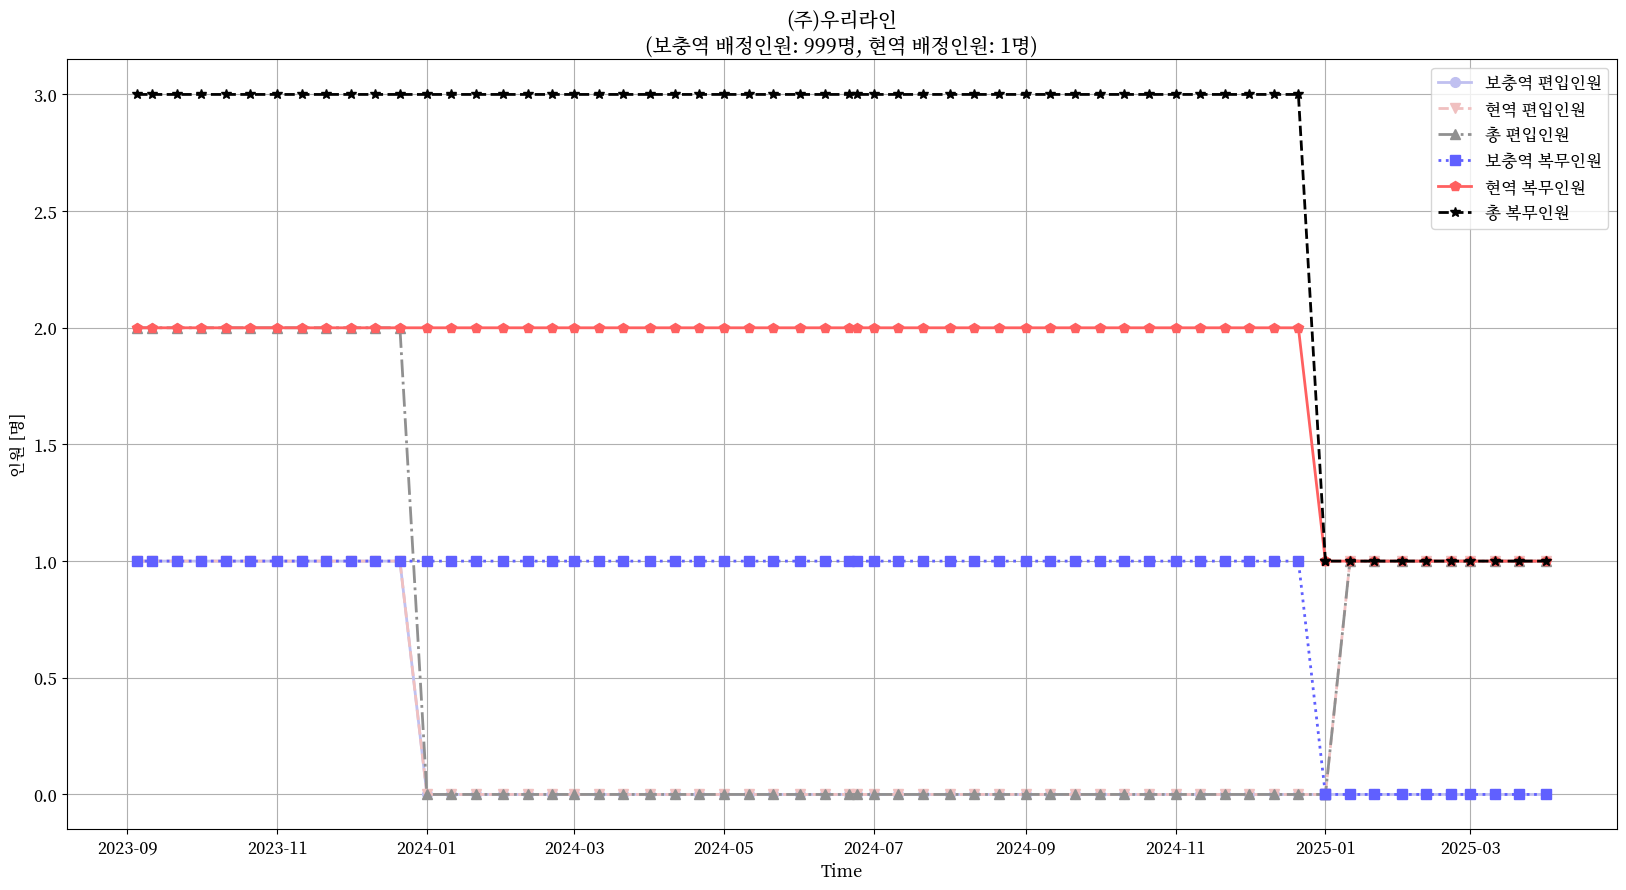 (주)우리라인
(보충역 배정인원: 999명, 현역 배정인원: 1명)
보충역 편입인원
현역 편입인원
총 편입인원
보충역 복무인원
현역 복무인원
총 복무인원
인원 [명]
3.0
2.5
2.0
1.5
1.0
0.5
0.0
2023-09 2023-11 2024-01 2024-03 2024-05 2024-07 2024-09 2024-11 2025-01 2025-03
Time